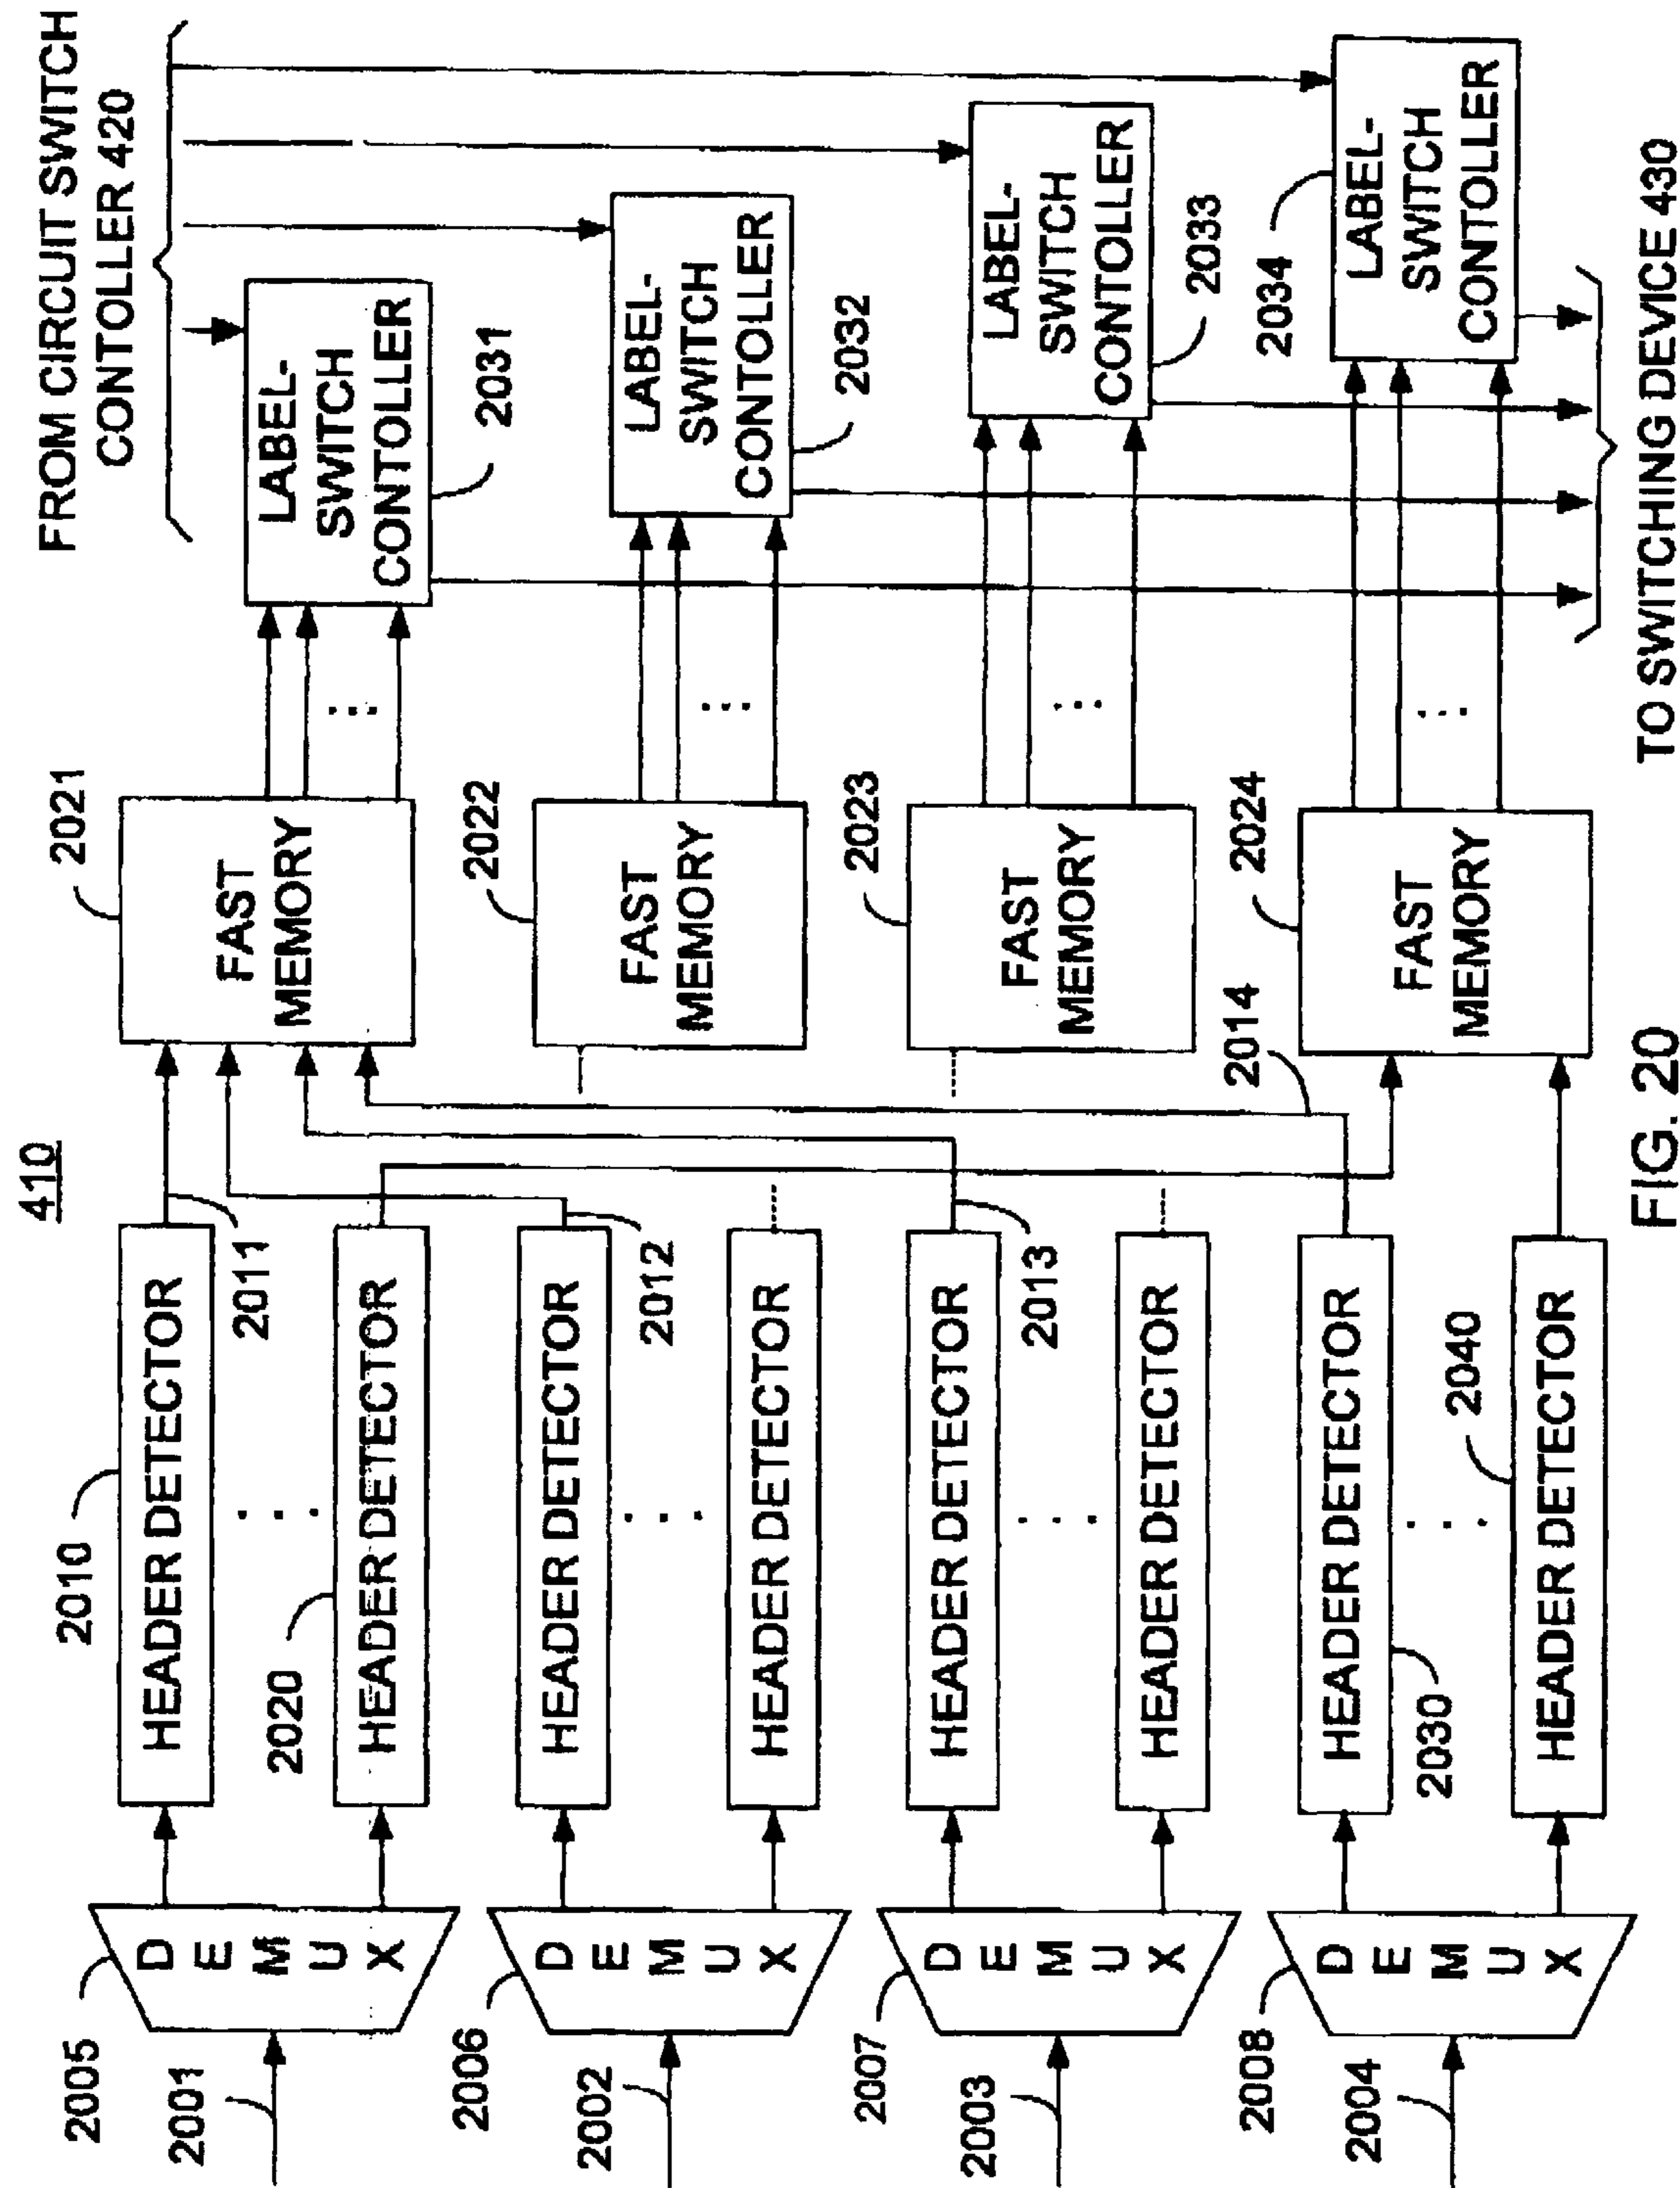 410
FROM CIRCUIT SWITCH
CONTOLLER 420
2001
2005
DEMUX
2010
HEADER DETECTOR
2011
. . .
2020
HEADER DETECTOR
2021
FAST
MEMORY
...
LABEL-
SWITCH
CONTOLLER
2031
2002
2006
DEMUX
HEADER DETECTOR
2012
. . .
HEADER DETECTOR
2022
FAST
MEMORY
...
LABEL-
SWITCH
CONTOLLER
2032
2003
2007
DEMUX
HEADER DETECTOR
2013
. . .
HEADER DETECTOR
2023
FAST
MEMORY
...
LABEL-
SWITCH
CONTOLLER
2033
2004
2008
DEMUX
HEADER DETECTOR
2030
2014
. . .
2040
HEADER DETECTOR
2024
FAST
MEMORY
...
2034
LABEL-
SWITCH
CONTOLLER
TO SWITCHING DEVICE 430
FIG. 20